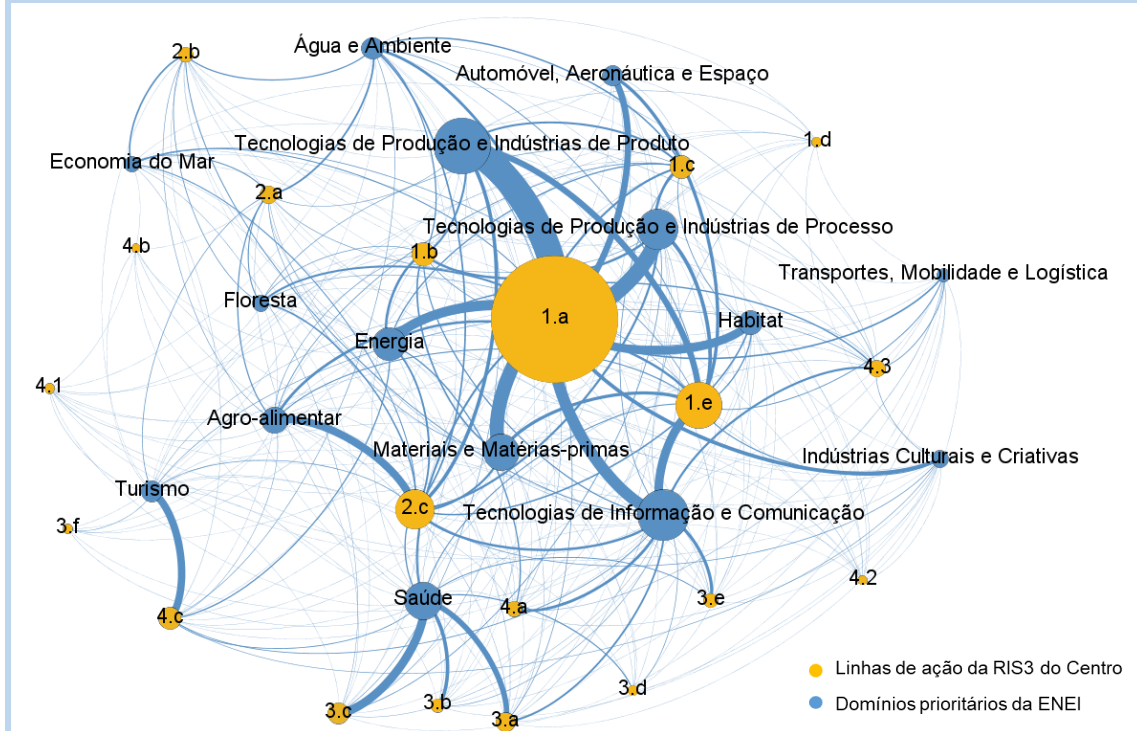 2.b
Água e Ambiente
Automóvel, Aeronáutica e Espaço
Tecnologias de Produção e Indústrias de Produto
1.d
Economia do Mar
1.c
2.a
Tecnologias de Produção e Indústrias de Processo
4.b
1.b
Transportes, Mobilidade e Logística
Floresta
1.a
Habitat
Energia
4.3
4.1
1.e
Agro-alimentar
Materiais e Matérias-primas
Indústrias Culturais e Criativas
Turismo
2.c
Tecnologias de Informação e Comunicação
3.f
4.2
Saúde
3.e
4.a
4.c
3.d
3.b
3.c
3.a
Linhas de ação da RIS3 do Centro
Domínios prioritários da ENEI